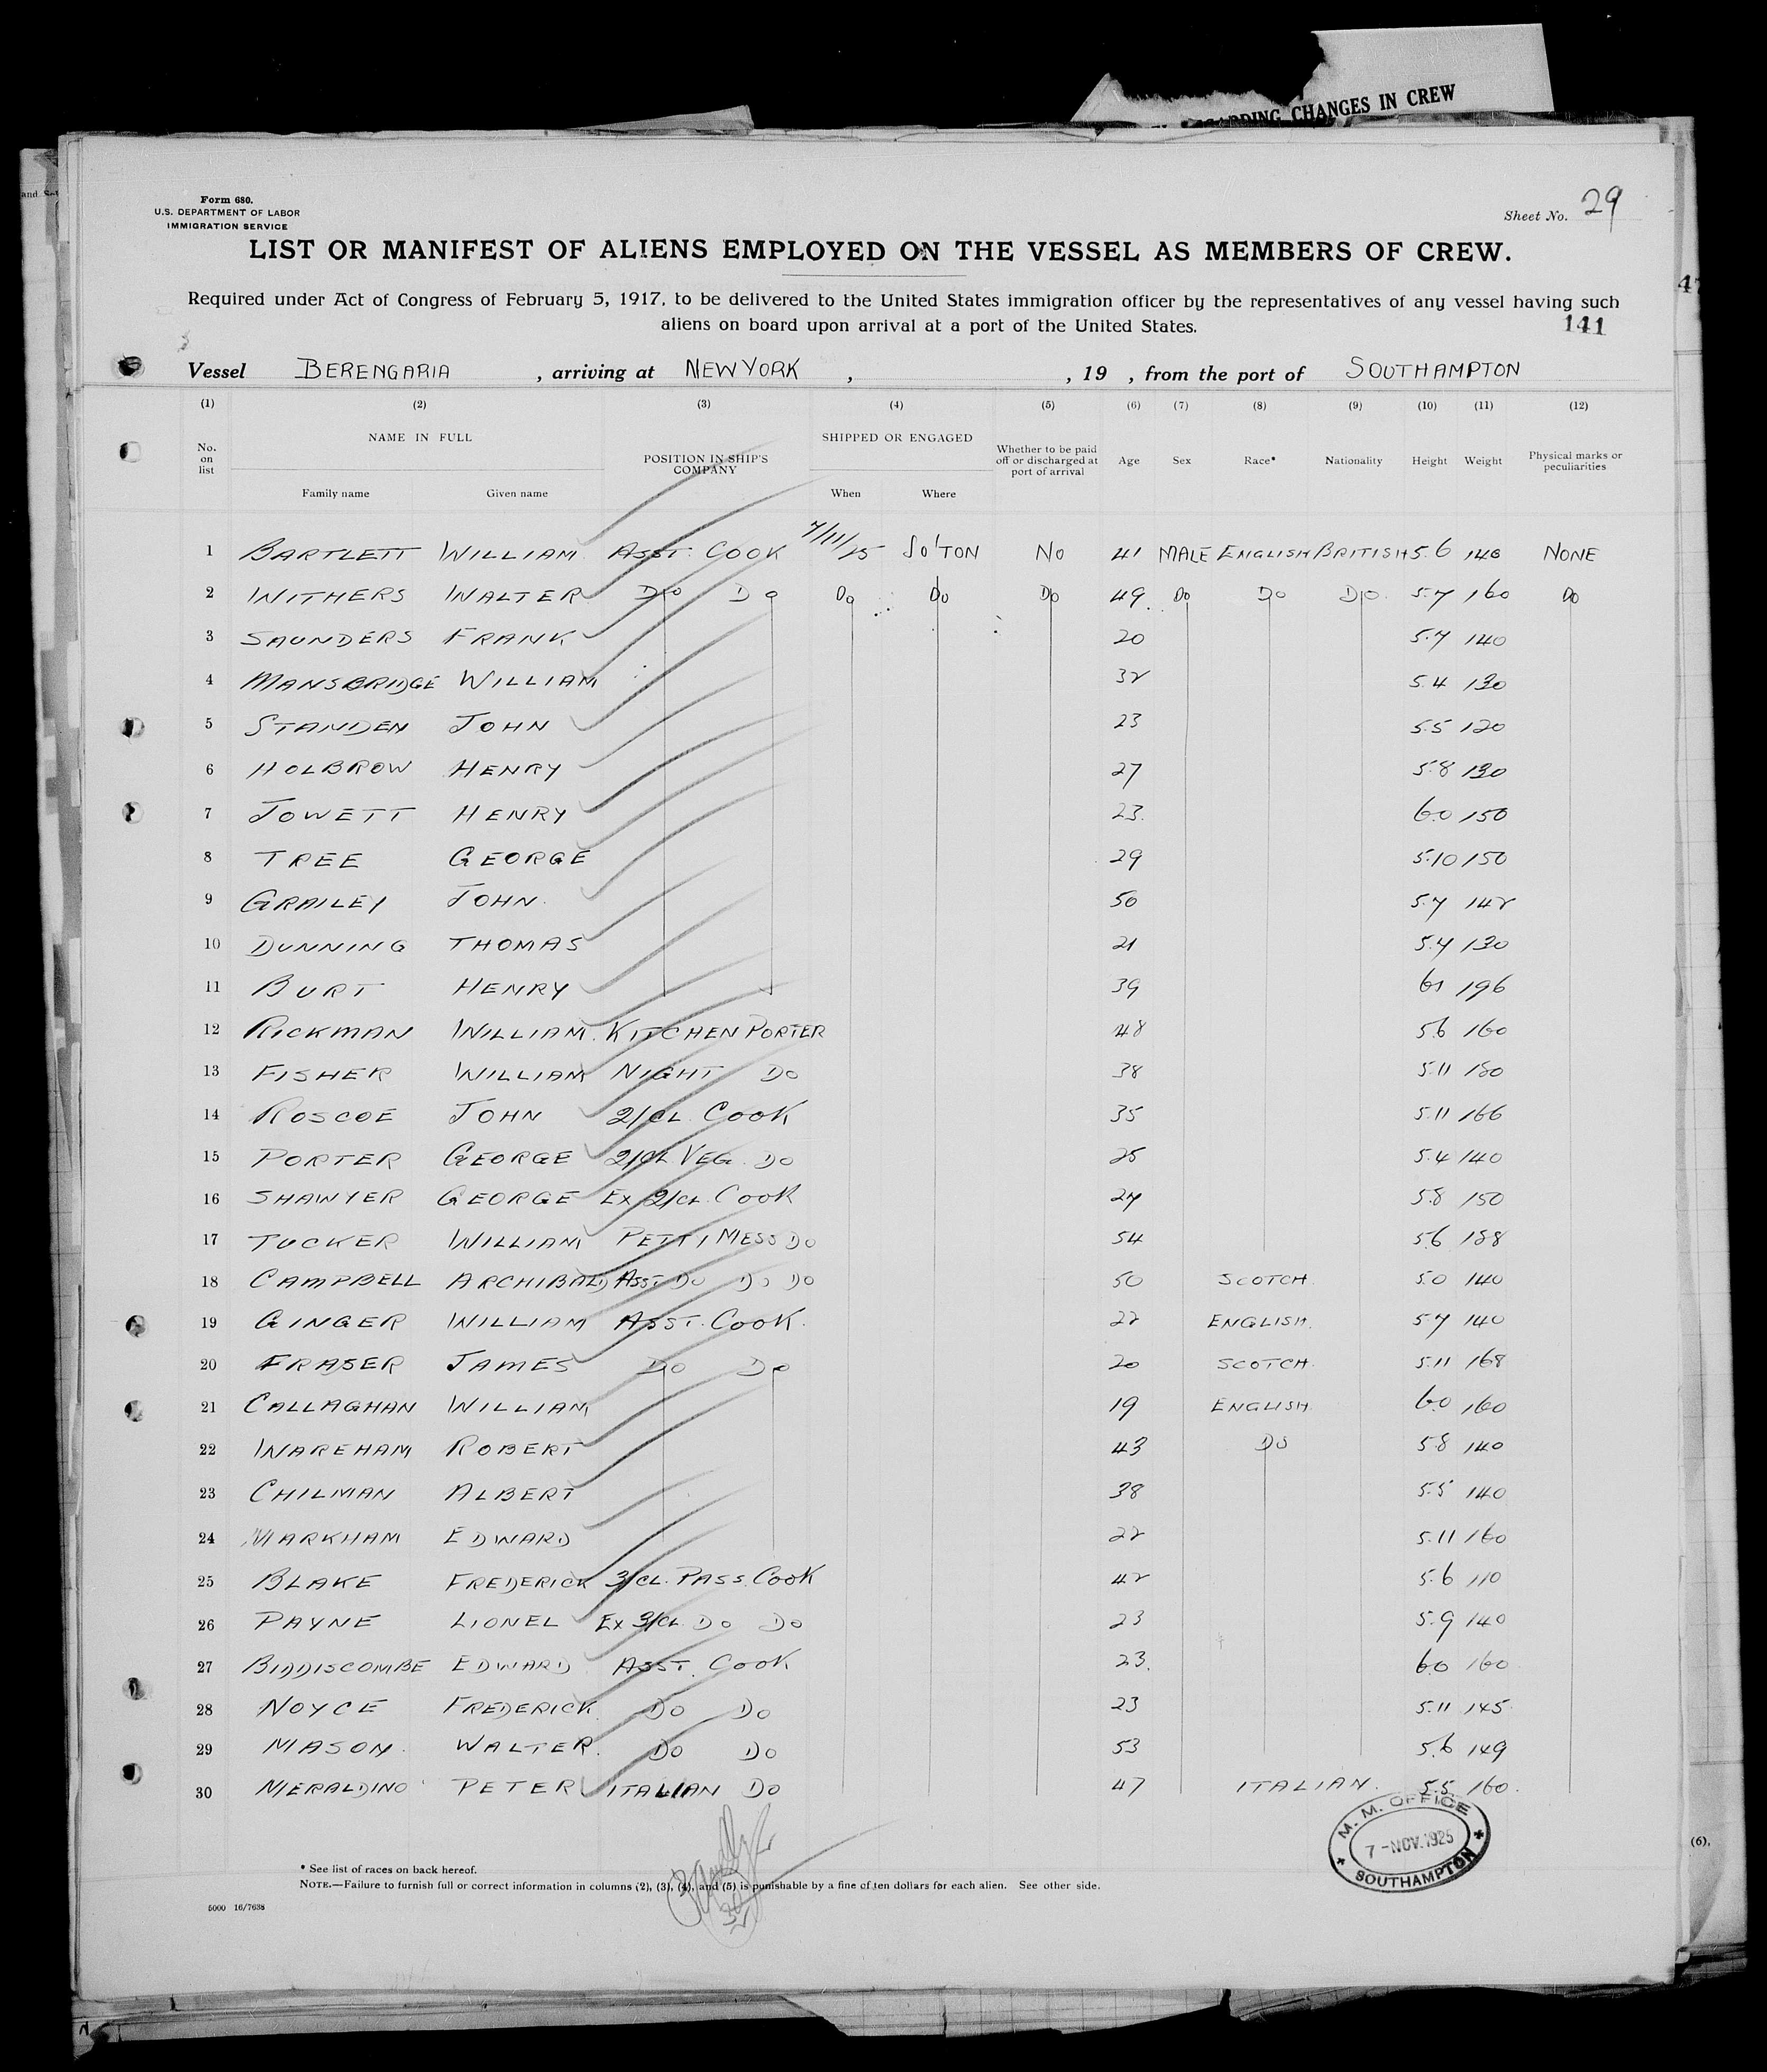 REGARDING CHANGES IN CREW
and
Form 680.
U.S. DEPARTMENT OF LABOR
IMMIGRATION SERVICE
Sheet No. 29
LIST OR MANIFEST OF ALIENS EMPLOYED ON THE VESSEL AS MEMBERS OF CREW.
Required under Act of Congress of February 5, 1917, to be delivered to the United States immigration officer by the representatives of any vessel having such
aliens on board upon arrival at a port of the United States.
141
Vessel BERENGARIA , arriving at NEW YORK , , 19 , from the port of SOUTHAMPTON
(1) (2) (3) (4) (5) (6) (7) (8) (9) (10) (11) (12)
No. on list NAME IN FULL Family name Given name POSITION IN SHIP'S COMPANY SHIPPED OR ENGAGED When Where Whether to be paid off or discharged at port of arrival Age Sex Race* Nationality Height Weight Physical marks or peculiarities
1 BARTLETT WILLIAM ASST. COOK 7/11/25 SO'TON NO 41 MALE ENGLISH BRITISH 5.6 148 NONE
2 WITHERS WALTER DO DO DO DO DO 49 DO DO DO 5.7 160 DO
3 SAUNDERS FRANK 20 5.7 140
4 MANSBRIDGE WILLIAM 32 5.4 130
5 STANDEN JOHN 23 5.5 120
6 HOLBROW HENRY 27 5.8 130
7 JOWETT HENRY 23 6.0 150
8 TREE GEORGE 29 5.10 150
9 GRAILEY JOHN 50 5.7 142
10 DUNNING THOMAS 21 5.4 130
11 BURT HENRY 39 6.1 196
12 RICKMAN WILLIAM KITCHEN PORTER 48 5.6 160
13 FISHER WILLIAM NIGHT DO 38 5.11 180
14 ROSCOE JOHN 2/CL. COOK 35 5.11 166
15 PORTER GEORGE 2/CL. VEG. DO 25 5.4 140
16 SHAWYER GEORGE EX 2/CL. COOK 27 5.8 150
17 TUCKER WILLIAM PETTY MESS DO 54 5.6 188
18 CAMPBELL ARCHIBALD ASST DO DO DO 50 SCOTCH 5.0 140
19 GINGER WILLIAM ASST. COOK 22 ENGLISH 5.7 140
20 FRASER JAMES DO DO 20 SCOTCH 5.11 168
21 CALLAGHAN WILLIAM 19 ENGLISH 6.0 160
22 WAREHAM ROBERT 43 DO 5.8 140
23 CHILMAN ALBERT 38 5.5 140
24 MARKHAM EDWARD 22 5.11 160
25 BLAKE FREDERICK 3/CL. PASS. COOK 42 5.6 110
26 PAYNE LIONEL EX 3/CL. DO DO 23 5.9 140
27 BIDDISCOMBE EDWARD ASST. COOK 23 6.0 160
28 NOYCE FREDERICK DO DO 23 5.11 145
29 MASON WALTER DO DO 53 5.6 149
30 MERALDINO PETER ITALIAN DO 47 ITALIAN 5.5 160
M. M. OFFICE
7-NOV.1925
SOUTHAMPTON
* See list of races on back hereof.
NOTE.—Failure to furnish full or correct information in columns (2), (3), (4), and (5) is punishable by a fine of ten dollars for each alien. See other side.
5000 16/7638
(6),